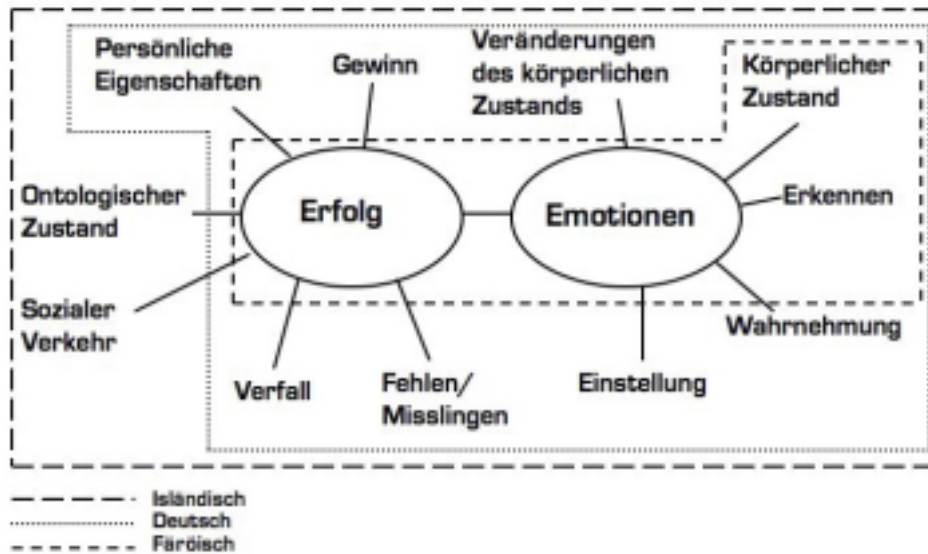 Persönliche
Eigenschaften
Gewinn
Veränderungen
des körperlichen
Zustands
Körperlicher
Zustand
Ontologischer
Zustand
Erfolg
Emotionen
Erkennen
Sozialer
Verkehr
Wahrnehmung
Verfall
Fehlen/
Misslingen
Einstellung
Isländisch
Deutsch
Färöisch